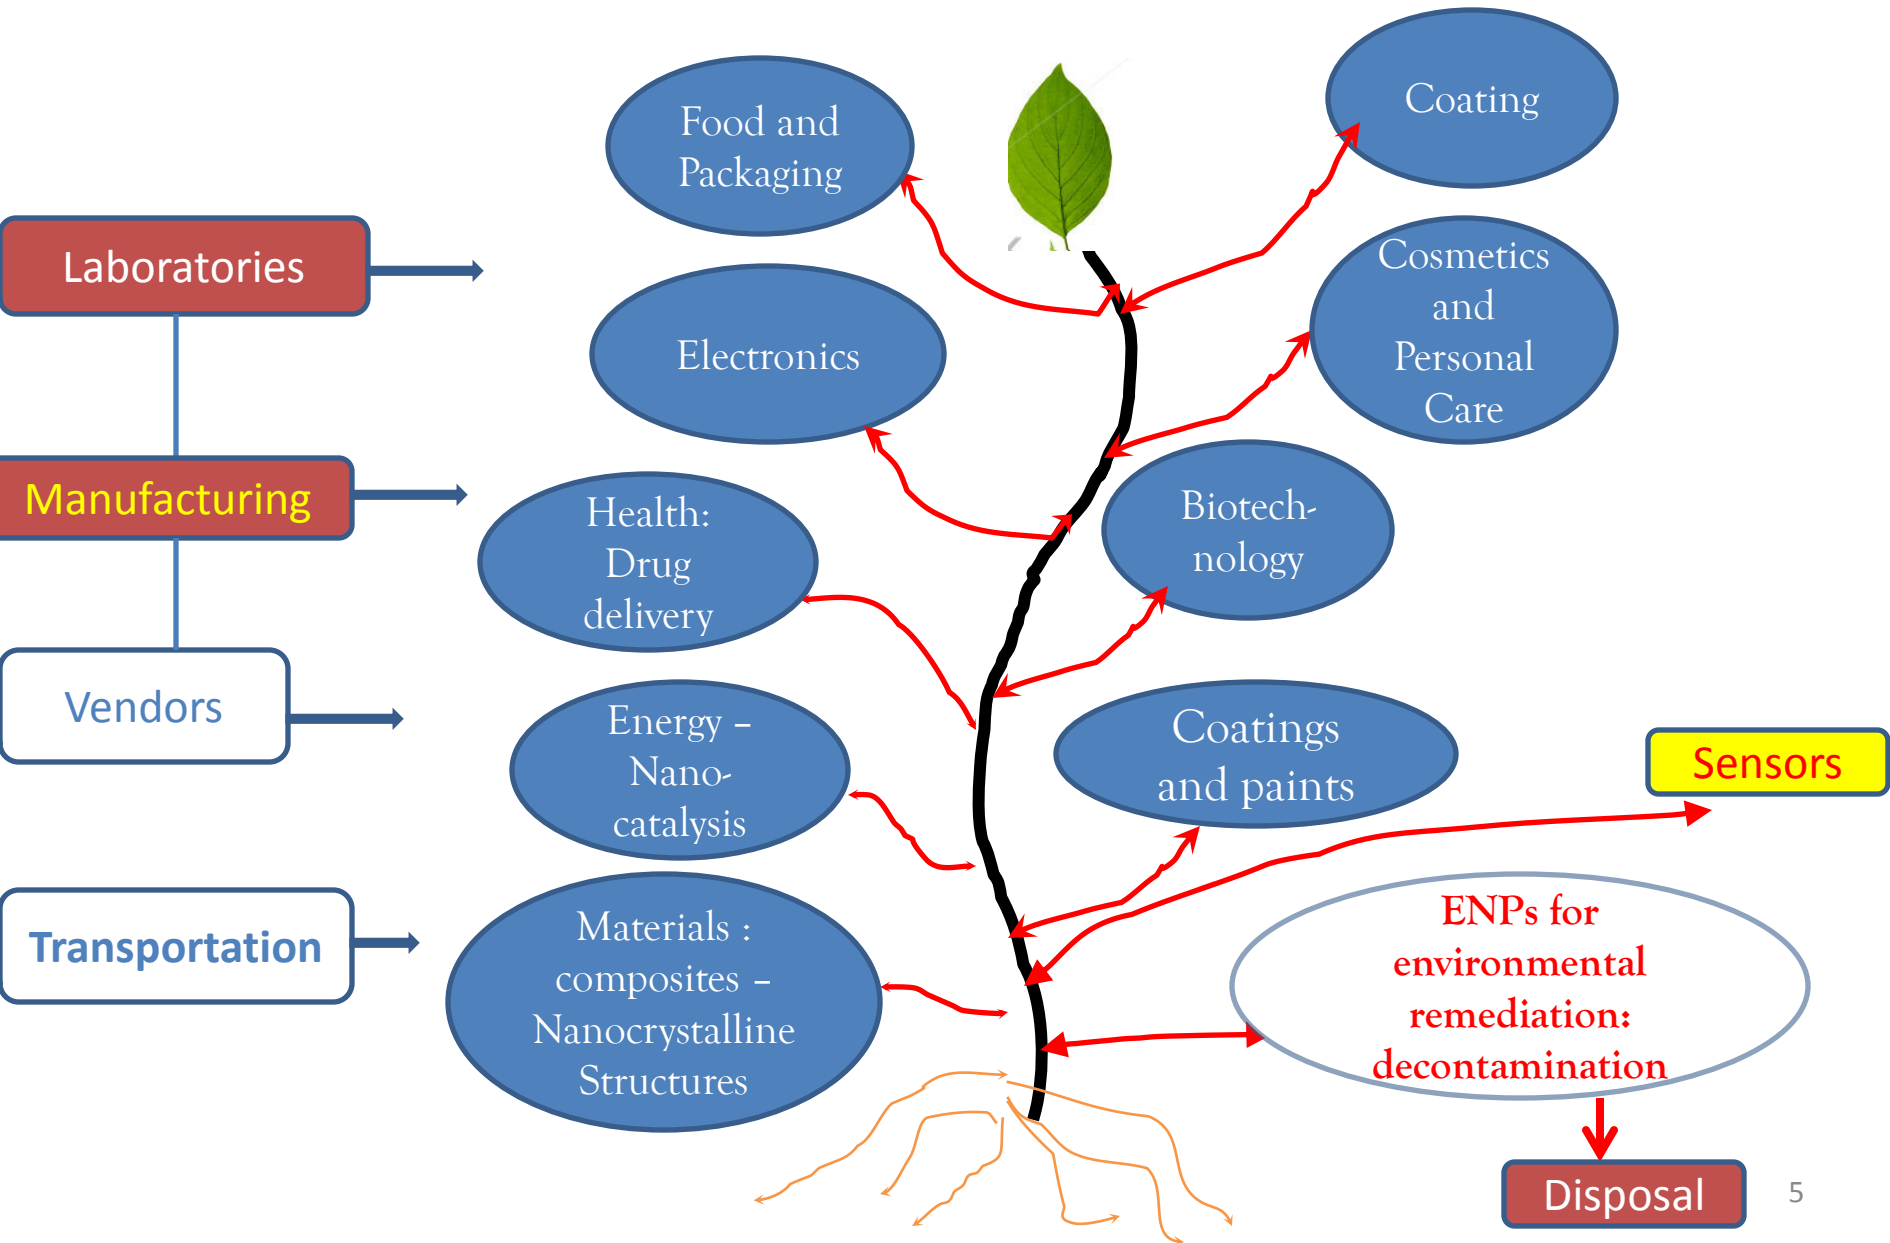 Laboratories
Manufacturing
Vendors
Transportation
Food and
Packaging
Electronics
Health:
Drug
delivery
Energy –
Nano-
catalysis
Materials :
composites –
Nanocrystalline
Structures
Coating
Cosmetics
and
Personal
Care
Biotech-
nology
Coatings
and paints
Sensors
ENPs for
environmental
remediation:
decontamination
Disposal
5